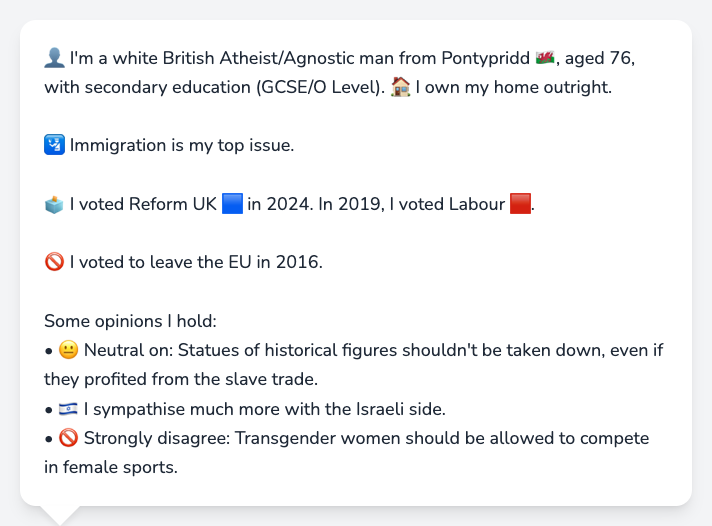 👤 I'm a white British Atheist/Agnostic man from Pontypridd 🏴󠁧󠁢󠁷󠁬󠁳󠁿, aged 76,
with secondary education (GCSE/O Level). 🏠 I own my home outright.
🛂 Immigration is my top issue.
🗳️ I voted Reform UK 🟦 in 2024. In 2019, I voted Labour 🟥.
🚫 I voted to leave the EU in 2016.
Some opinions I hold:
• 😐 Neutral on: Statues of historical figures shouldn't be taken down, even if
they profited from the slave trade.
• 🇮🇱 I sympathise much more with the Israeli side.
• 🚫 Strongly disagree: Transgender women should be allowed to compete
in female sports.